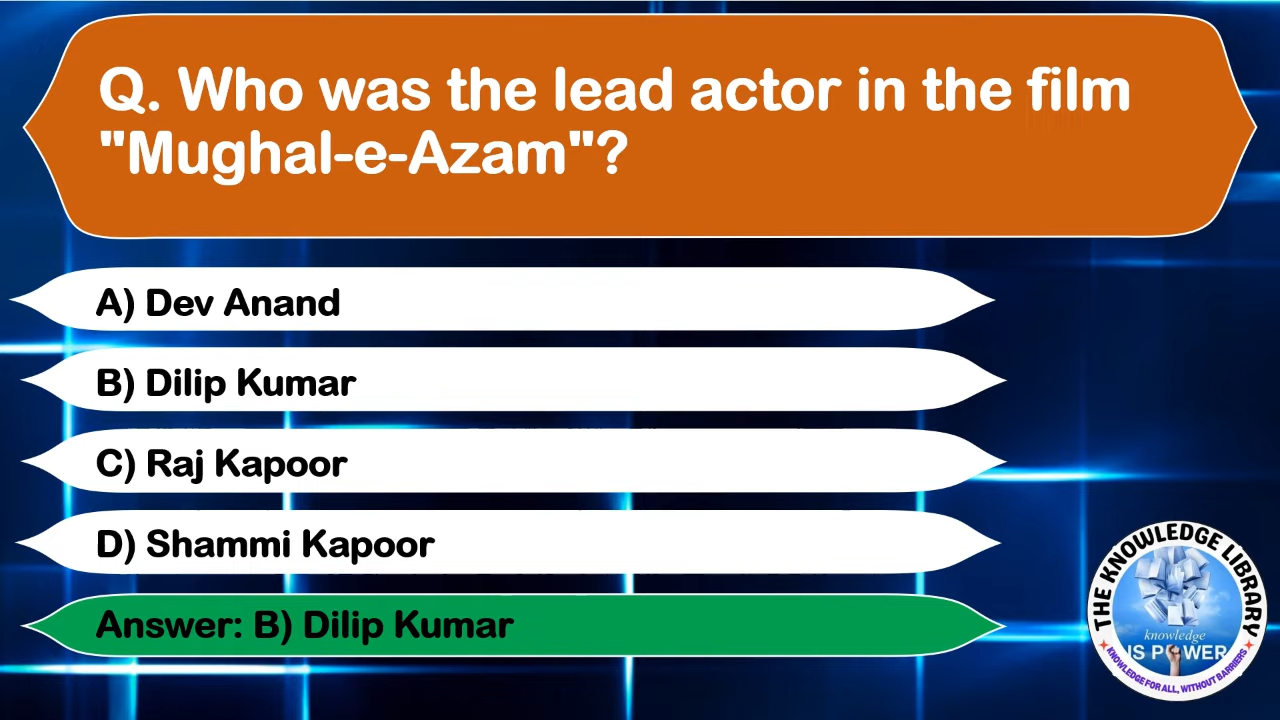 Q. Who was the lead actor in the film
"Mughal-e-Azam"?
A) Dev Anand
B) Dilip Kumar
C) Raj Kapoor
D) Shammi Kapoor
Answer: B) Dilip Kumar
THE KNOWLEDGE LIBRARY
knowledge
IS POWER
KNOWLEDGE FOR ALL, WITHOUT BARRIERS